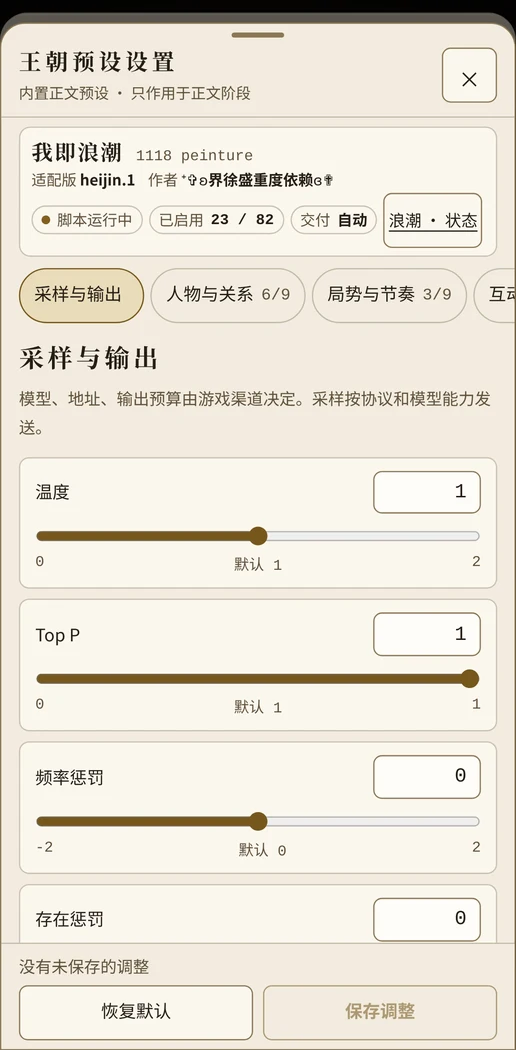 王朝预设设置
内置正文预设 · 只作用于正文阶段
×
我即浪潮 1118 peinture
适配版 heijin.1 作者 ⁺✞ʚ界徐盛重度依赖ɞ✟
脚本运行中 已启用 23 / 82 交付 自动 浪潮 · 状态
采样与输出 人物与关系 6/9 局势与节奏 3/9 互动
采样与输出
模型、地址、输出预算由游戏渠道决定。采样按协议和模型能力发
送。
温度 1
0 默认 1 2
Top P 1
0 默认 1 1
频率惩罚 0
-2 默认 0 2
存在惩罚 0
没有未保存的调整
恢复默认 保存调整